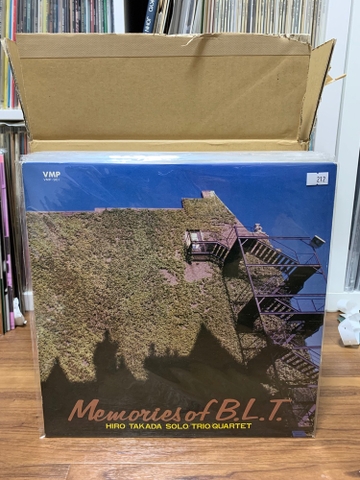 VMP
212
Memories of B.L.T.
HIRO TAKADA SOLO TRIO QUARTET